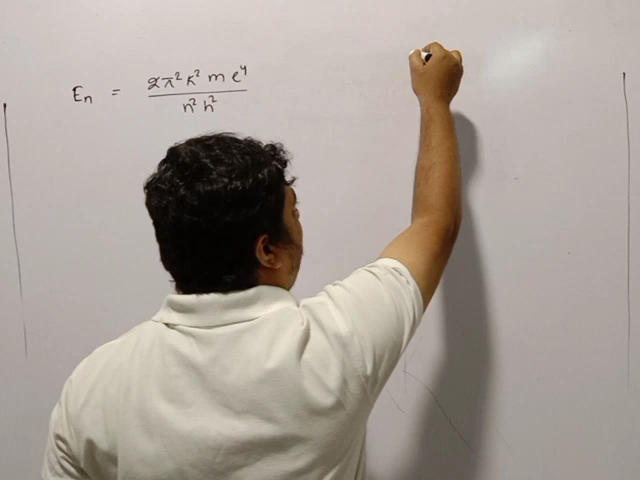 Eₙ = 2π²k²me⁴ / n²h²